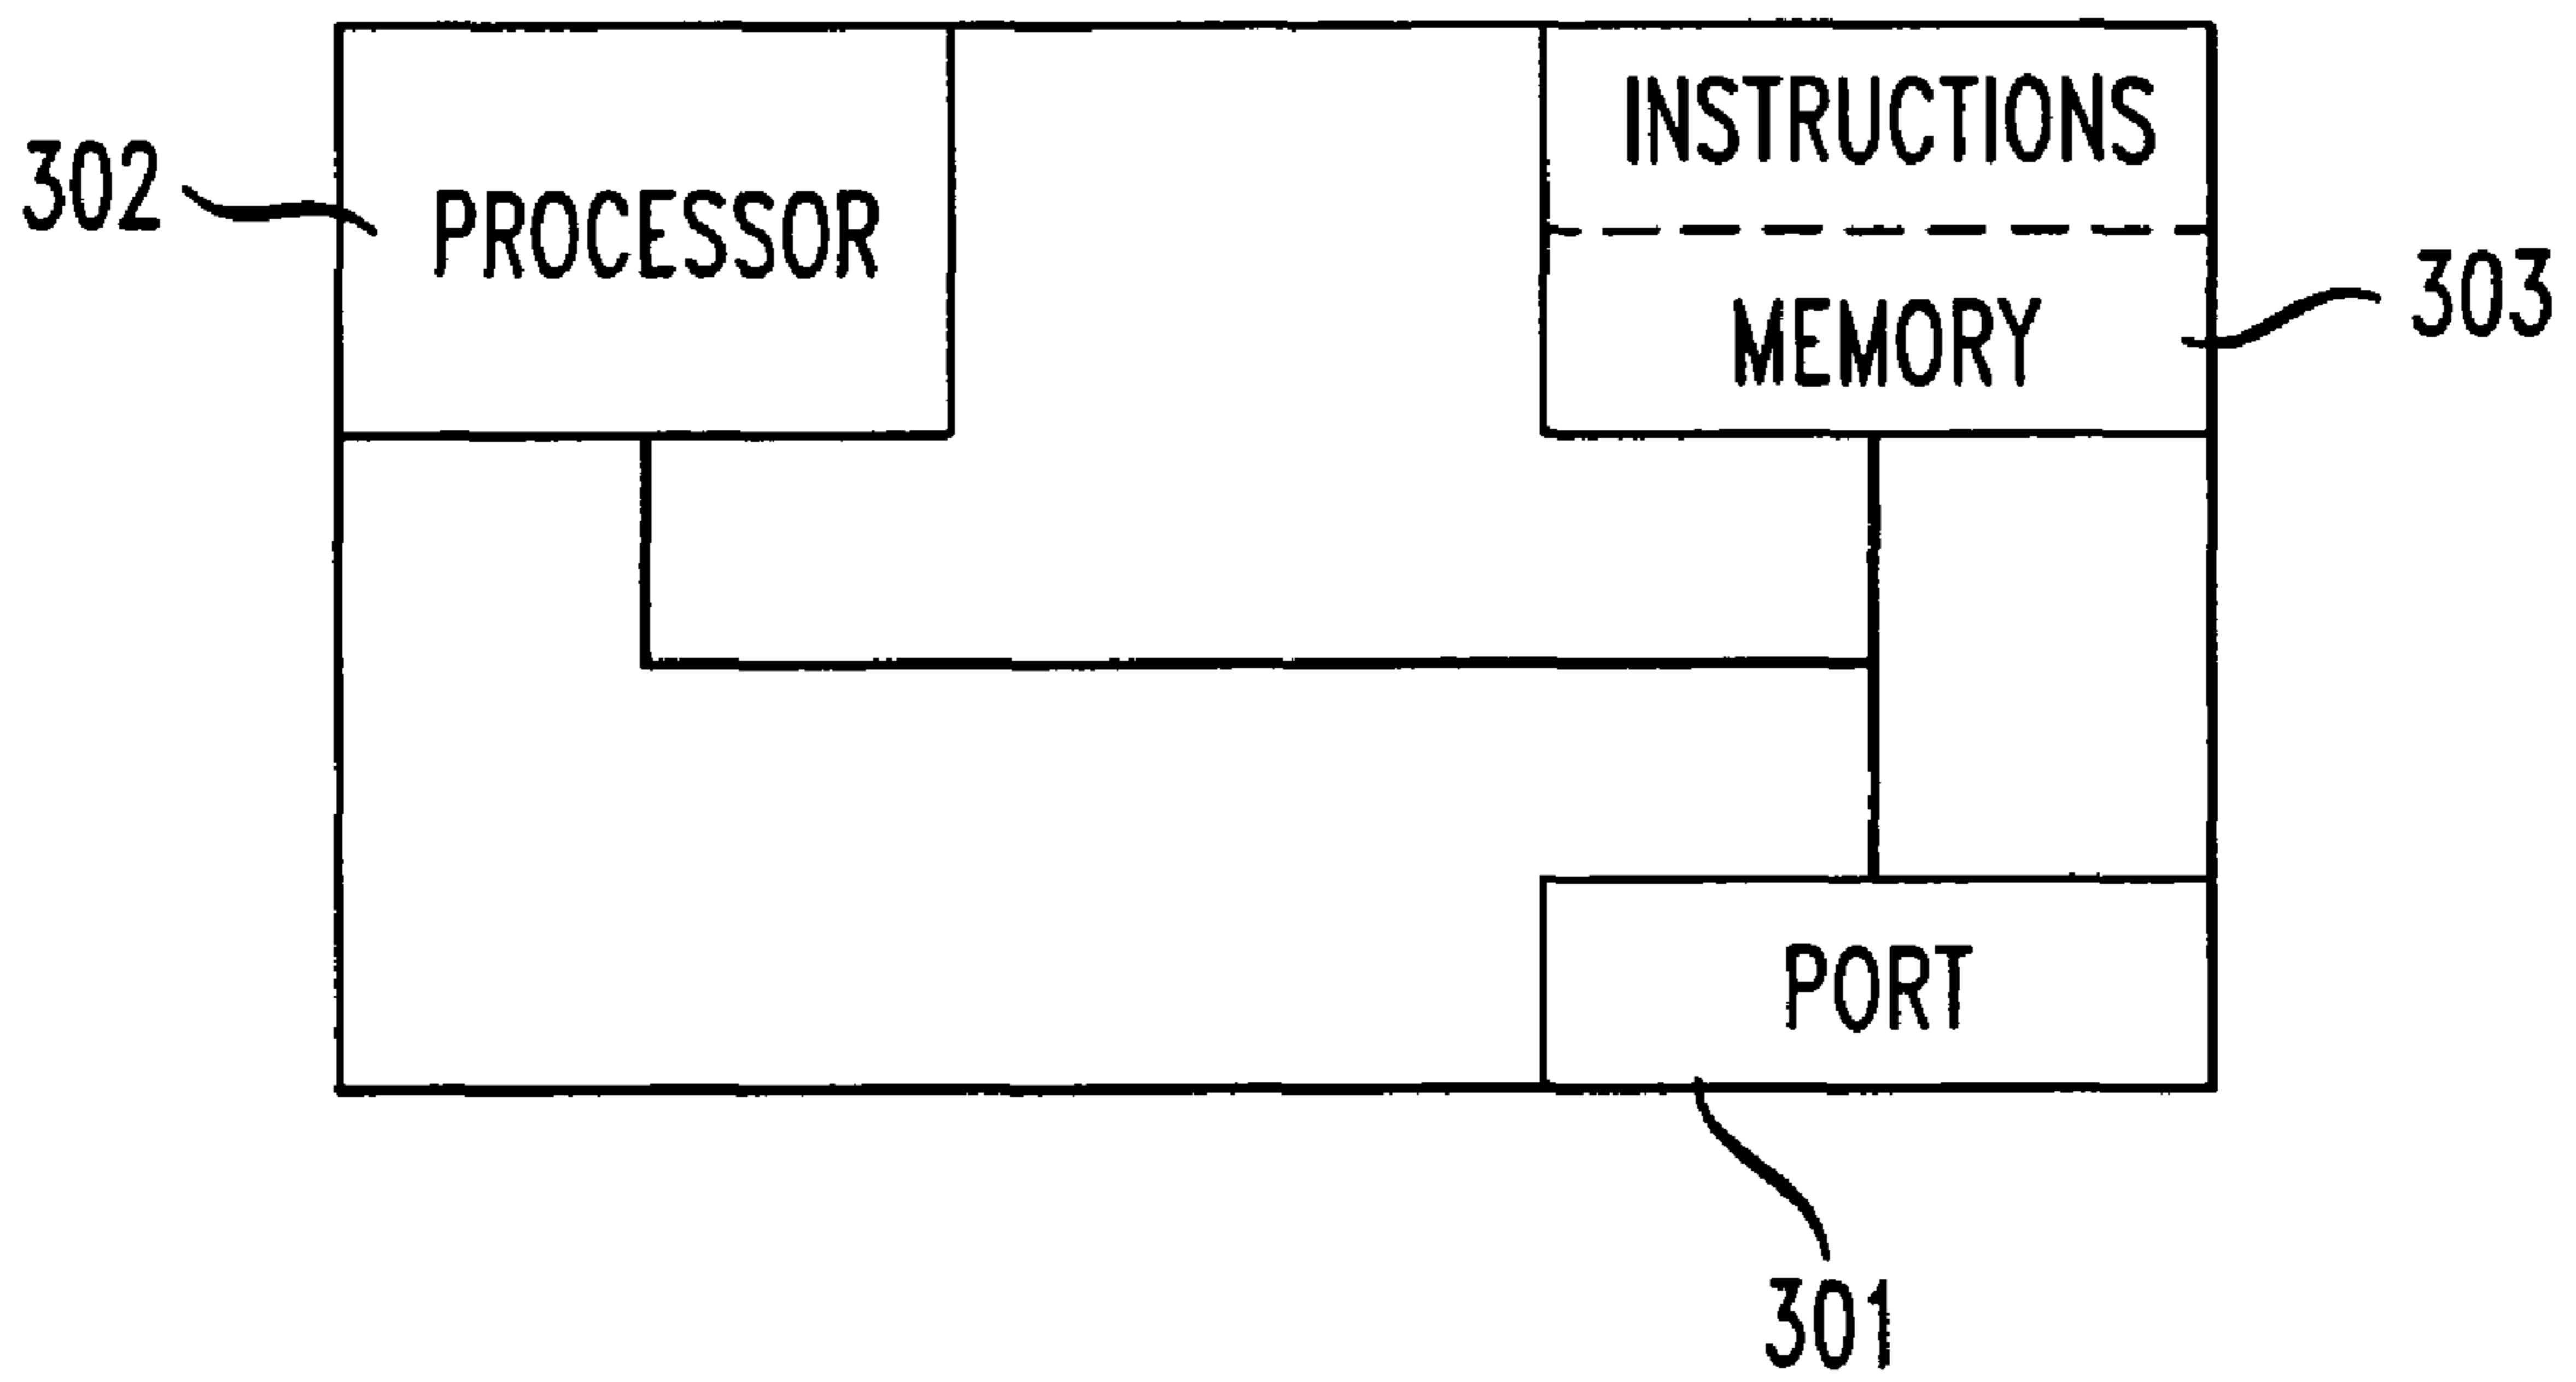 INSTRUCTIONS
302
PROCESSOR
MEMORY
303
PORT
301